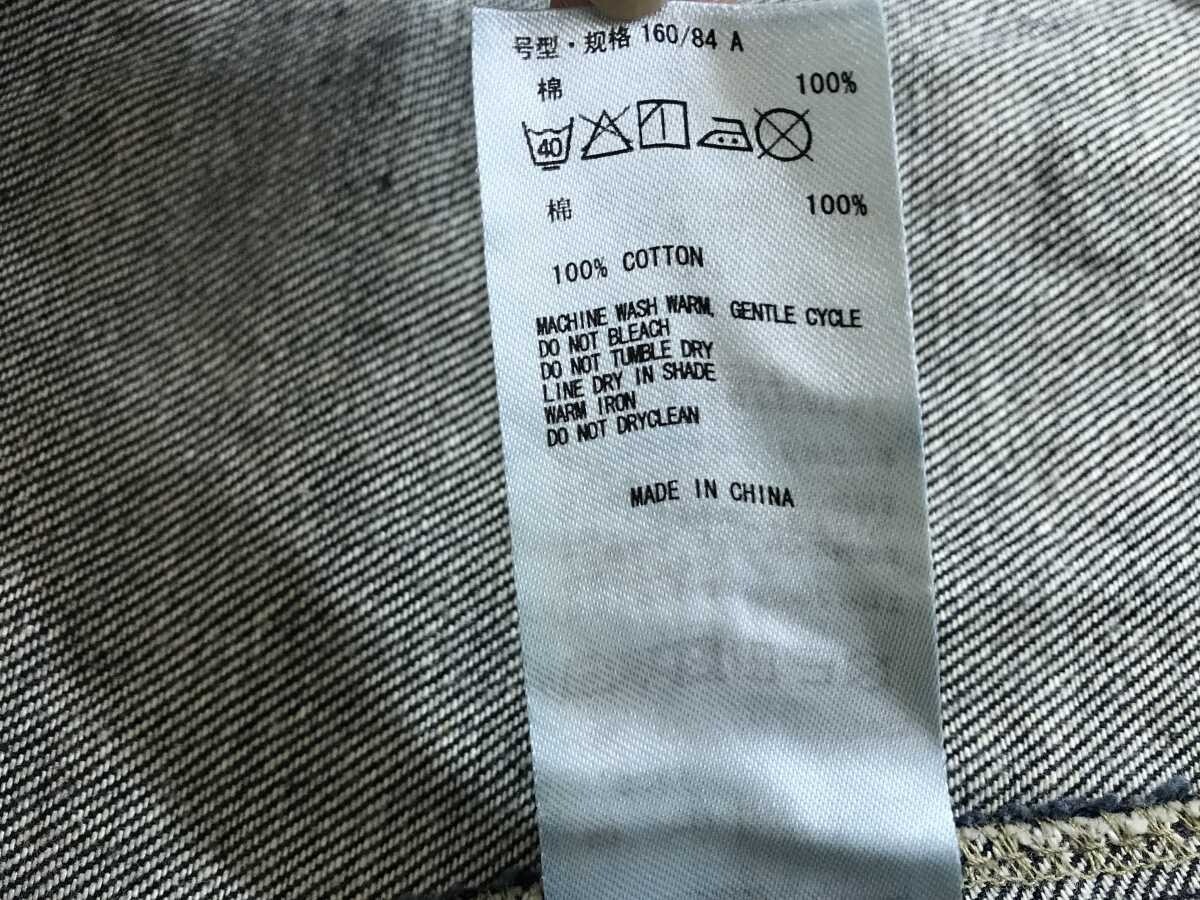 号型・规格 160/84 A
棉 100%
40
棉 100%
100% COTTON
MACHINE WASH WARM, GENTLE CYCLE
DO NOT BLEACH
DO NOT TUMBLE DRY
LINE DRY IN SHADE
WARM IRON
DO NOT DRYCLEAN
MADE IN CHINA